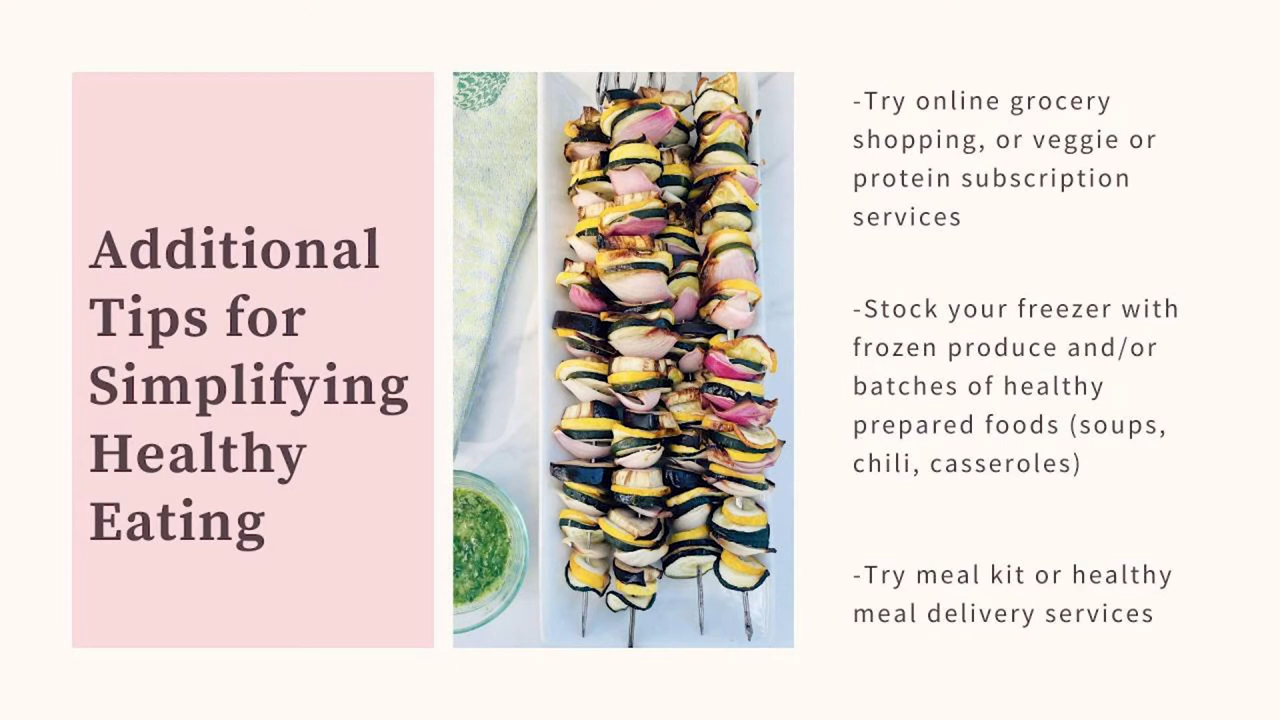 Additional
Tips for
Simplifying
Healthy
Eating
-Try online grocery
shopping, or veggie or
protein subscription
services
-Stock your freezer with
frozen produce and/or
batches of healthy
prepared foods (soups,
chili, casseroles)
-Try meal kit or healthy
meal delivery services